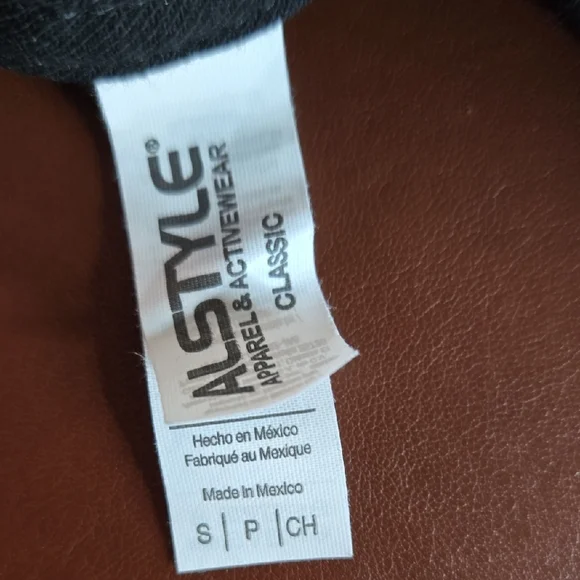 ALSTYLE®
APPAREL & ACTIVEWEAR
CLASSIC
Hecho en México
Fabriqué au Mexique
Made in Mexico
S | P | CH